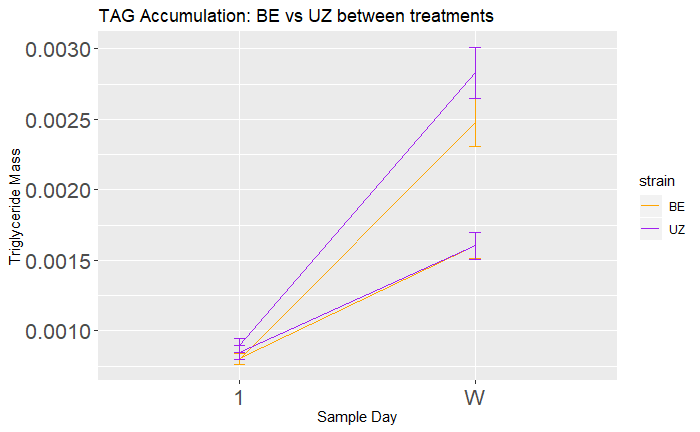 TAG Accumulation: BE vs UZ between treatments
0.0030
0.0025
0.0020
0.0015
0.0010
Triglyceride Mass
1
W
Sample Day
strain
BE
UZ